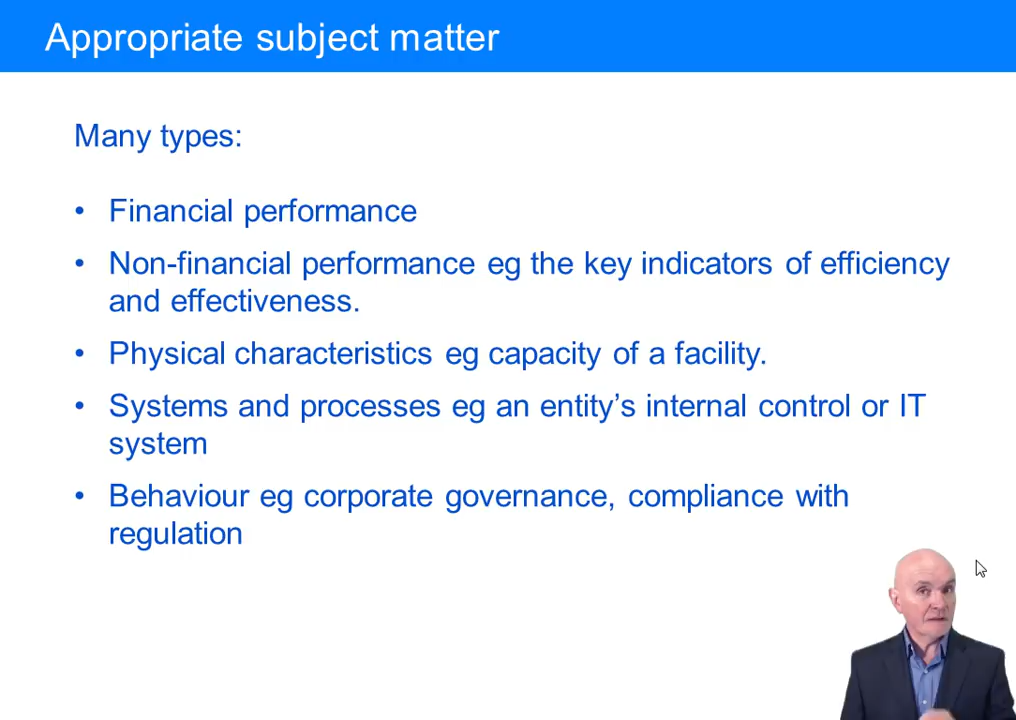 Appropriate subject matter
Many types:
• Financial performance
• Non-financial performance eg the key indicators of efficiency
and effectiveness.
• Physical characteristics eg capacity of a facility.
• Systems and processes eg an entity’s internal control or IT
system
• Behaviour eg corporate governance, compliance with
regulation